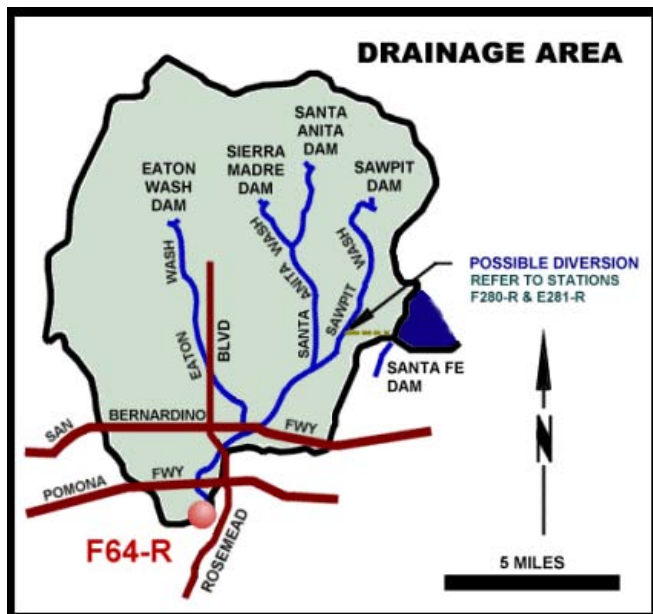 DRAINAGE AREA
SANTA
ANITA
DAM
EATON
WASH
DAM
SIERRA
MADRE
DAM
SAWPIT
DAM
WASH
EATON
BLVD
WASH
ANITA
SANTA
WASH
SAWPIT
POSSIBLE DIVERSION
REFER TO STATIONS
F280-R & E281-R
SANTA FE
DAM
SAN
BERNARDINO
FWY
POMONA
FWY
ROSEMEAD
F64-R
N
5 MILES